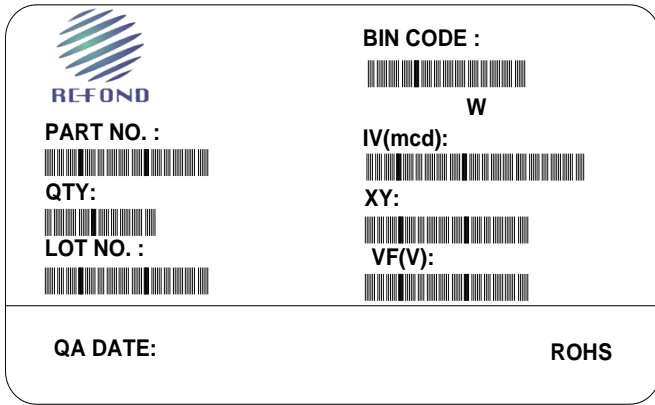 REFOND
PART NO. :
QTY:
LOT NO. :
BIN CODE :
W
IV(mcd):
XY:
VF(V):
QA DATE:
ROHS